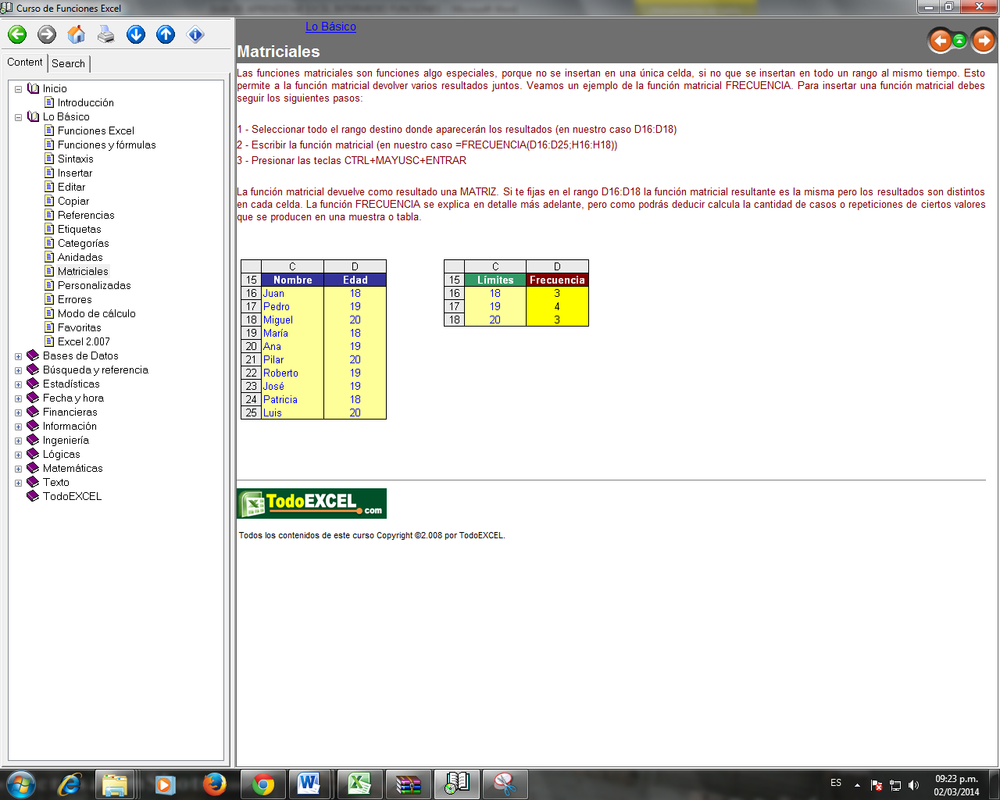 Curso de Funciones Excel
Content
Search
Inicio
Introducción
Lo Básico
Funciones Excel
Funciones y fórmulas
Sintaxis
Insertar
Editar
Copiar
Referencias
Etiquetas
Categorías
Anidadas
Matriciales
Personalizadas
Errores
Modo de cálculo
Favoritas
Excel 2.007
Bases de Datos
Búsqueda y referencia
Estadísticas
Fecha y hora
Financieras
Información
Ingeniería
Lógicas
Matemáticas
Texto
TodoEXCEL
Lo Básico
Matriciales
Las funciones matriciales son funciones algo especiales, porque no se insertan en una única celda, si no que se insertan en todo un rango al mismo tiempo. Esto
permite a la función matricial devolver varios resultados juntos. Veamos un ejemplo de la función matricial FRECUENCIA. Para insertar una función matricial debes
seguir los siguientes pasos:
1 - Seleccionar todo el rango destino donde aparecerán los resultados (en nuestro caso D16:D18)
2 - Escribir la función matricial (en nuestro caso =FRECUENCIA(D16:D25;H16:H18))
3 - Presionar las teclas CTRL+MAYUSC+ENTRAR
La función matricial devuelve como resultado una MATRIZ. Si te fijas en el rango D16:D18 la función matricial resultante es la misma pero los resultados son distintos
en cada celda. La función FRECUENCIA se explica en detalle más adelante, pero como podrás deducir calcula la cantidad de casos o repeticiones de ciertos valores
que se producen en una muestra o tabla.
C D
15 Nombre Edad
16 Juan 18
17 Pedro 19
18 Miguel 20
19 María 18
20 Ana 19
21 Pilar 20
22 Roberto 19
23 José 19
24 Patricia 18
25 Luis 20
C D
15 Límites Frecuencia
16 18 3
17 19 4
18 20 3
TodoEXCEL.com
Todos los contenidos de este curso Copyright ©2.008 por TodoEXCEL.
ES
09:23 p.m.
02/03/2014